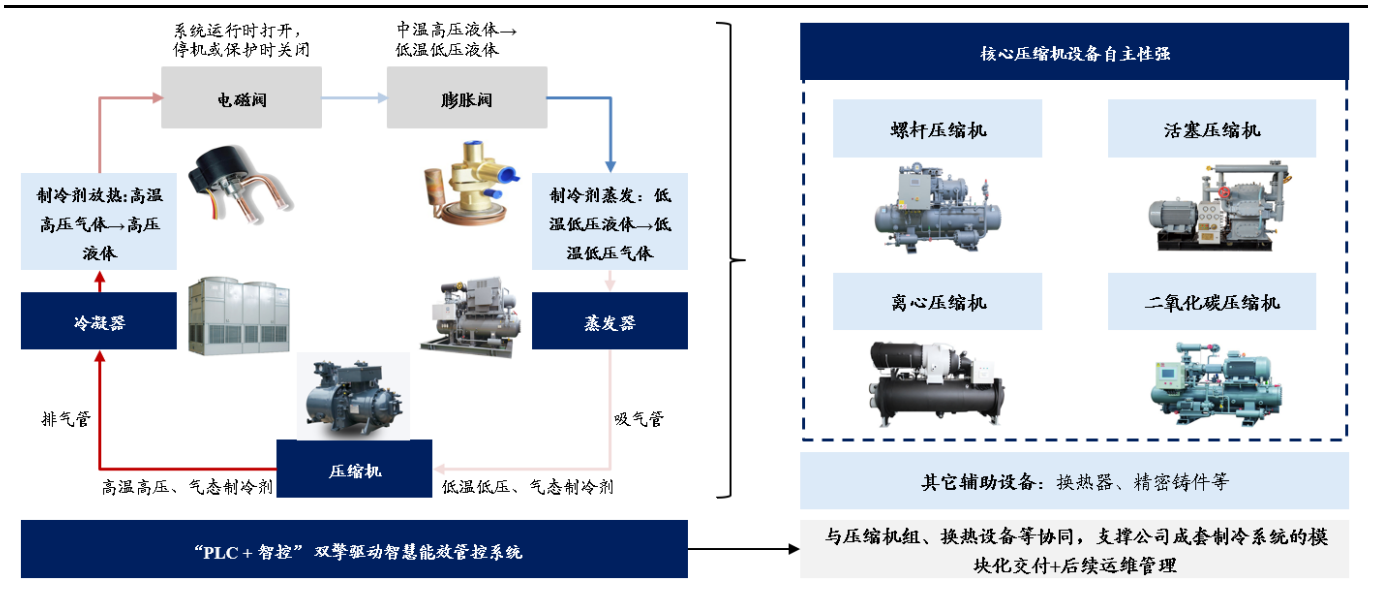 系统运行时打开，
停机或保护时关闭
中温高压液体→
低温低压液体
电磁阀
膨胀阀
制冷剂放热:高温
高压气体→高压
液体
制冷剂蒸发：低
温低压液体→低
温低压气体
冷凝器
蒸发器
排气管
吸气管
压缩机
高温高压、气态制冷剂
低温低压、气态制冷剂
“PLC + 智控” 双擎驱动智慧能效管控系统
核心压缩机设备自主性强
螺杆压缩机
活塞压缩机
离心压缩机
二氧化碳压缩机
其它辅助设备：换热器、精密铸件等
与压缩机组、换热设备等协同，支撑公司成套制冷系统的模
块化交付+后续运维管理